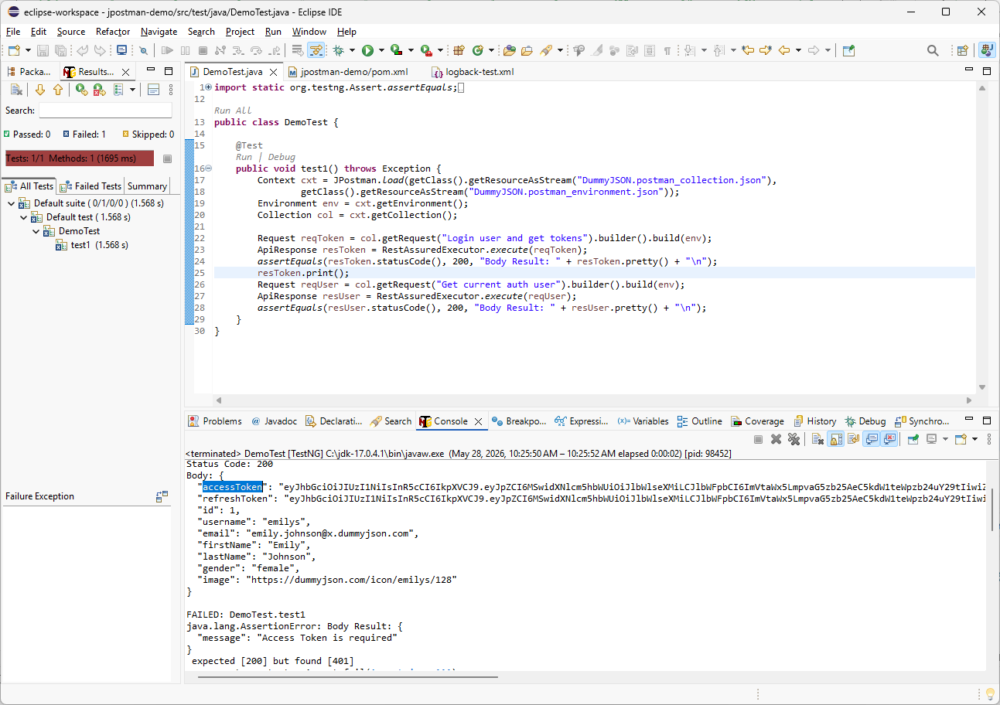 eclipse-workspace - jpostman-demo/src/test/java/DemoTest.java - Eclipse IDE
File Edit Source Refactor Navigate Search Project Run Window Help
Packa... Results...
Search:
Passed: 0 Failed: 1 Skipped: 0
Tests: 1/1 Methods: 1 (1695 ms)
All Tests Failed Tests Summary
Default suite ( 0/1/0/0 ) (1.568 s)
Default test ( 1.568 s)
DemoTest
test1 (1.568 s)
Failure Exception
DemoTest.java jpostman-demo/pom.xml logback-test.xml
1 import static org.testng.Assert.assertEquals;
12
Run All
13 public class DemoTest {
14
15 @Test
Run | Debug
16 public void test1() throws Exception {
17 Context cxt = JPostman.load(getClass().getResourceAsStream("DummyJSON.postman_collection.json"),
18 getClass().getResourceAsStream("DummyJSON.postman_environment.json"));
19 Environment env = cxt.getEnvironment();
20 Collection col = cxt.getCollection();
21
22 Request reqToken = col.getRequest("Login user and get tokens").builder().build(env);
23 ApiResponse resToken = RestAssuredExecutor.execute(reqToken);
24 assertEquals(resToken.statusCode(), 200, "Body Result: " + resToken.pretty() + "\n");
25 resToken.print();
26 Request reqUser = col.getRequest("Get current auth user").builder().build(env);
27 ApiResponse resUser = RestAssuredExecutor.execute(reqUser);
28 assertEquals(resUser.statusCode(), 200, "Body Result: " + resUser.pretty() + "\n");
29 }
30 }
Problems Javadoc Declarati... Search Console Breakpo... Expressi... Variables Outline Coverage History Debug Synchro...
<terminated> DemoTest [TestNG] C:\jdk-17.0.4.1\bin\javaw.exe (May 28, 2026, 10:25:50 AM – 10:25:52 AM elapsed 0:00:02) [pid: 98452]
Status Code: 200
Body: {
"accessToken": "eyJhbGciOiJIUzI1NiIsInR5cCI6IkpXVCJ9.eyJpZCI6MSwidXNlcm5hbWUiOiJlbWlseXMiLCJlbWFpbCI6ImVtaWx5LmpvaG5zb25AeC5kdW1teWpzb24uY29tIiwiZ
"refreshToken": "eyJhbGciOiJIUzI1NiIsInR5cCI6IkpXVCJ9.eyJpZCI6MSwidXNlcm5hbWUiOiJlbWlseXMiLCJlbWFpbCI6ImVtaWx5LmpvaG5zb25AeC5kdW1teWpzb24uY29tIiwi
"id": 1,
"username": "emilys",
"email": "emily.johnson@x.dummyjson.com",
"firstName": "Emily",
"lastName": "Johnson",
"gender": "female",
"image": "https://dummyjson.com/icon/emilys/128"
}
FAILED: DemoTest.test1
java.lang.AssertionError: Body Result: {
"message": "Access Token is required"
}
expected [200] but found [401]